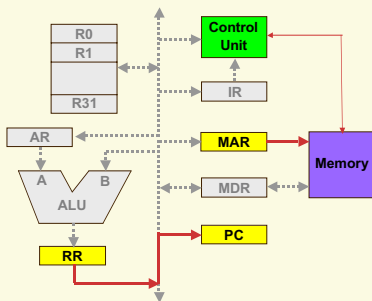 R0
R1
R31
AR
A
B
ALU
RR
Control
Unit
IR
MAR
MDR
PC
Memory